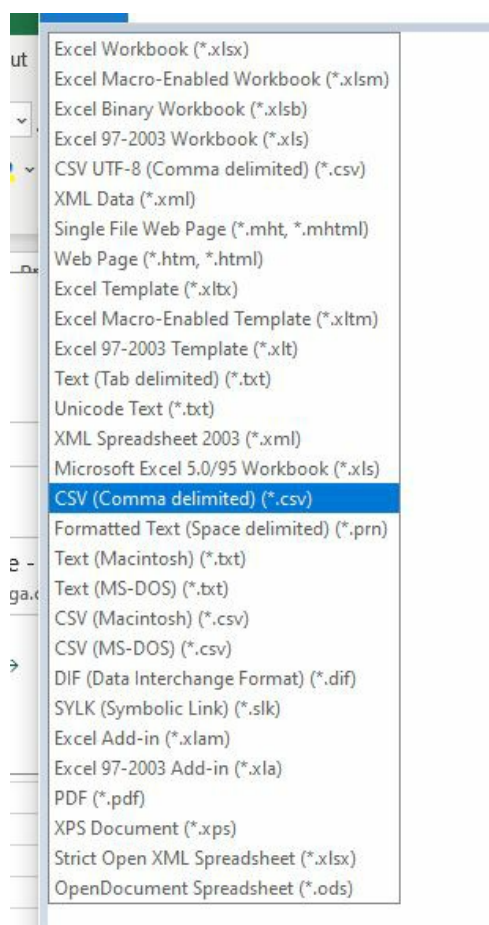 ut
Excel Workbook (*.xlsx)
Excel Macro-Enabled Workbook (*.xlsm)
Excel Binary Workbook (*.xlsb)
Excel 97-2003 Workbook (*.xls)
CSV UTF-8 (Comma delimited) (*.csv)
XML Data (*.xml)
Single File Web Page (*.mht, *.mhtml)
Web Page (*.htm, *.html)
Excel Template (*.xltx)
Excel Macro-Enabled Template (*.xltm)
Excel 97-2003 Template (*.xlt)
Text (Tab delimited) (*.txt)
Unicode Text (*.txt)
XML Spreadsheet 2003 (*.xml)
Microsoft Excel 5.0/95 Workbook (*.xls)
CSV (Comma delimited) (*.csv)
Formatted Text (Space delimited) (*.prn)
Text (Macintosh) (*.txt)
e -
Text (MS-DOS) (*.txt)
ga.c
CSV (Macintosh) (*.csv)
CSV (MS-DOS) (*.csv)
DIF (Data Interchange Format) (*.dif)
SYLK (Symbolic Link) (*.slk)
Excel Add-in (*.xlam)
Excel 97-2003 Add-in (*.xla)
PDF (*.pdf)
XPS Document (*.xps)
Strict Open XML Spreadsheet (*.xlsx)
OpenDocument Spreadsheet (*.ods)